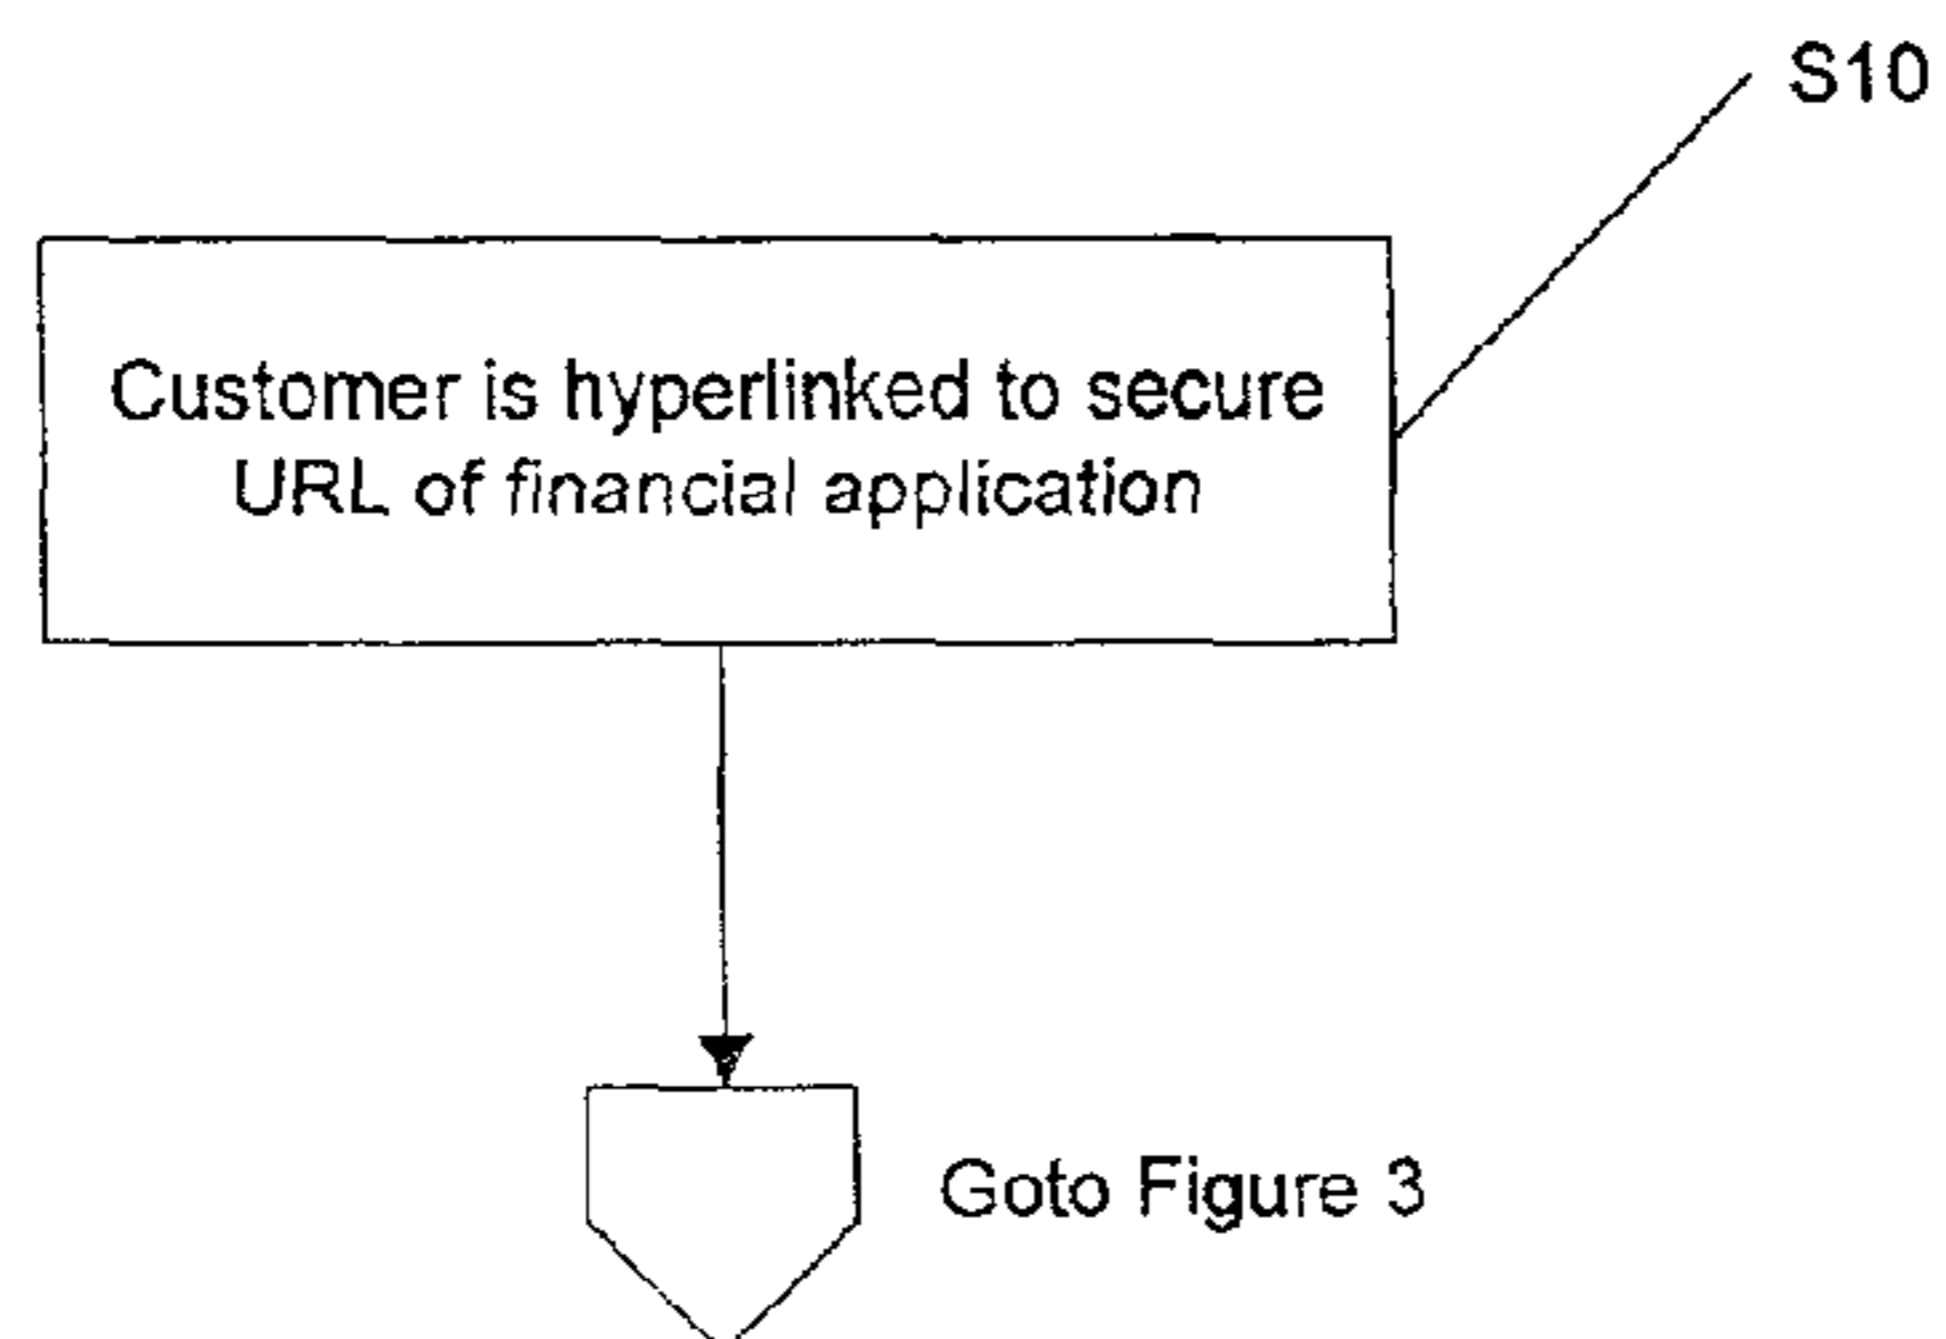 S10
Customer is hyperlinked to secure
URL of financial application
Goto Figure 3